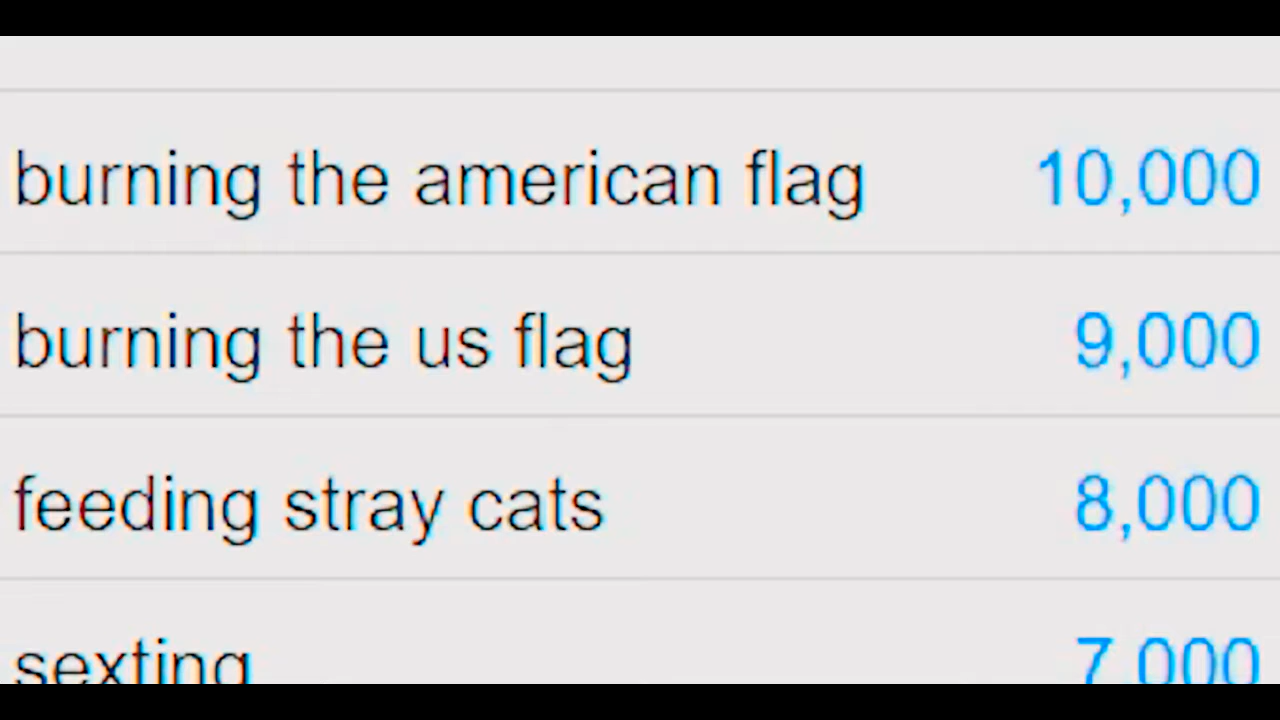 burning the american flag 10,000
burning the us flag 9,000
feeding stray cats 8,000
sexting 7,000